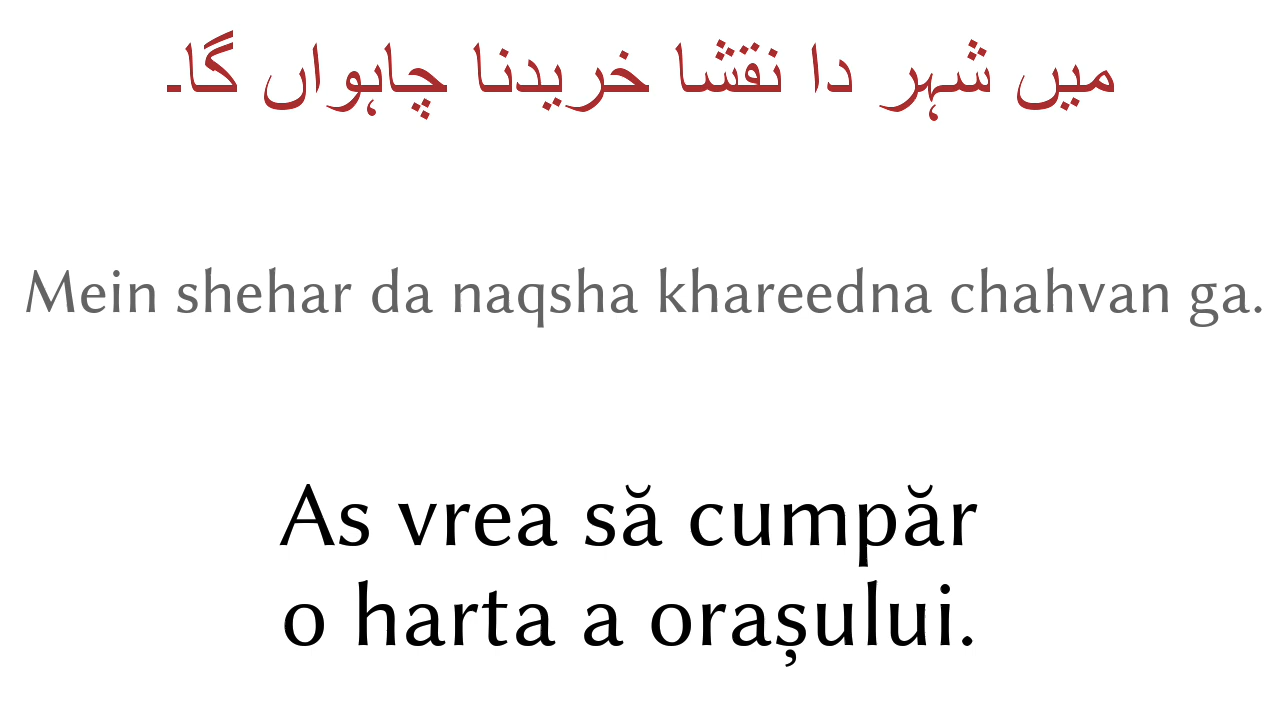 میں شہر دا نقشا خریدنا چاہواں گا۔
Mein shehar da naqsha khareedna chahvan ga.
As vrea să cumpăr
o harta a orașului.